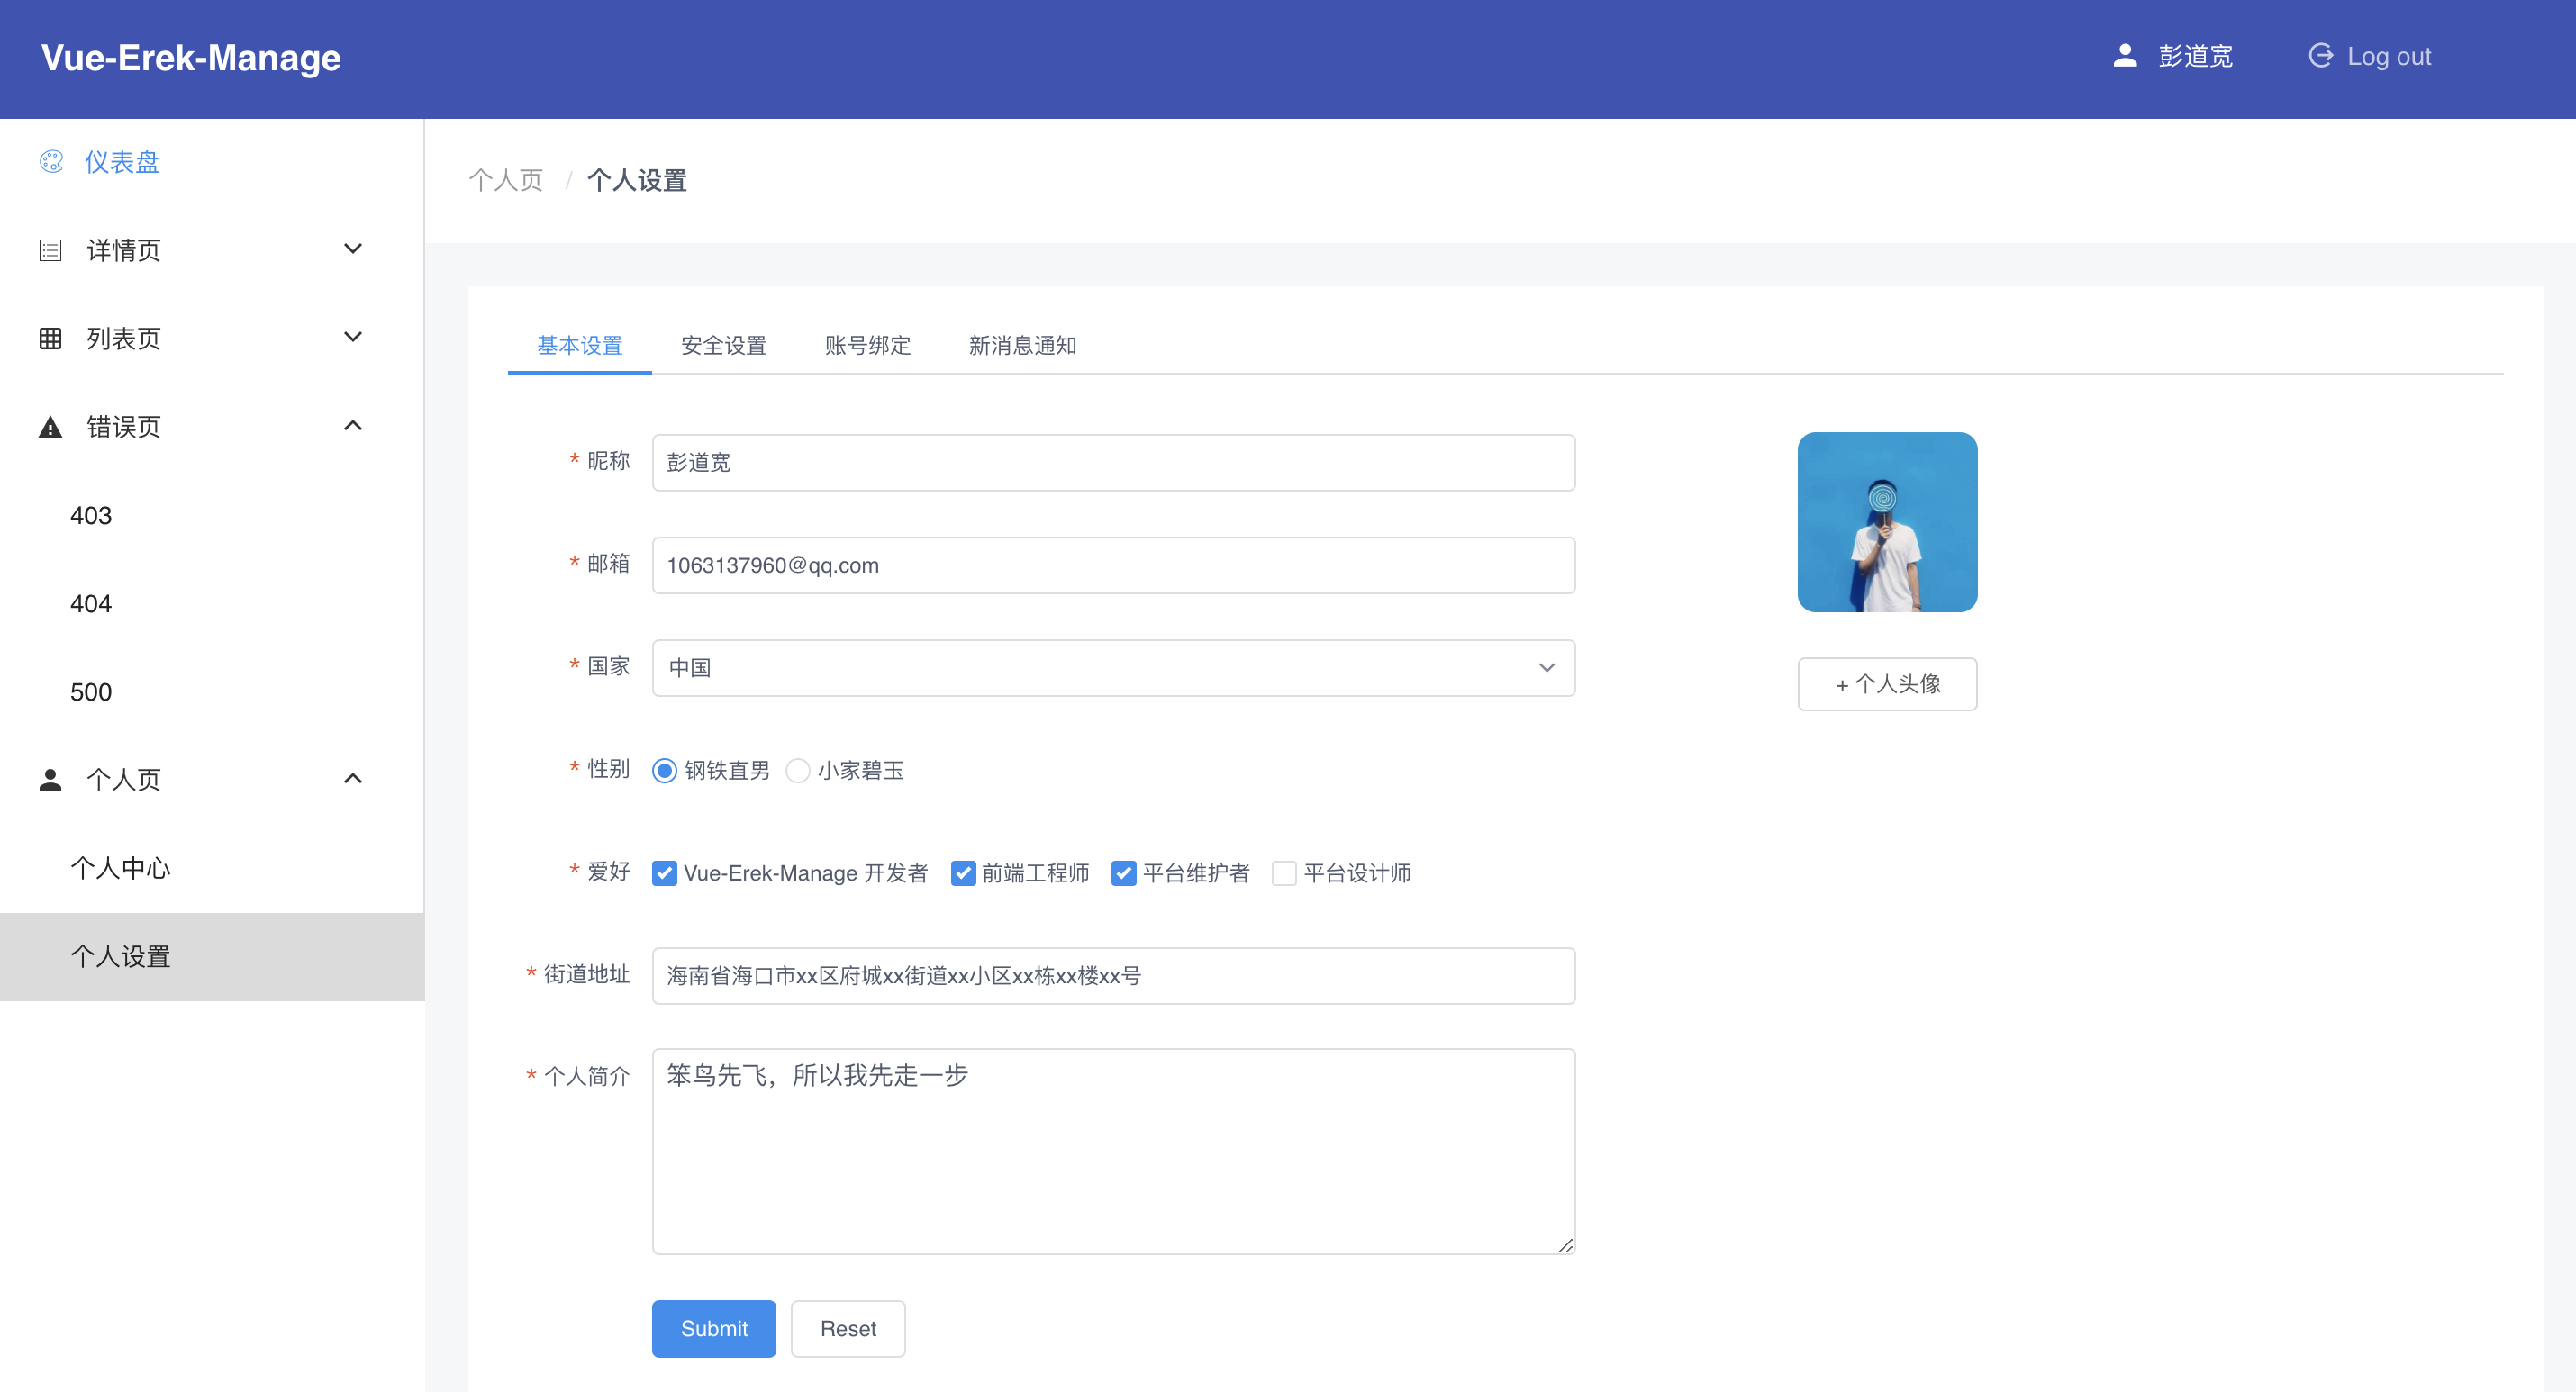 Vue-Erek-Manage
彭道宽
Log out
仪表盘
详情页
列表页
错误页
403
404
500
个人页
个人中心
个人设置
个人页 / 个人设置
基本设置 安全设置 账号绑定 新消息通知
* 昵称 彭道宽
* 邮箱 1063137960@qq.com
* 国家 中国
* 性别 钢铁直男 小家碧玉
* 爱好 Vue-Erek-Manage 开发者 前端工程师 平台维护者 平台设计师
* 街道地址 海南省海口市xx区府城xx街道xx小区xx栋xx楼xx号
* 个人简介 笨鸟先飞，所以我先走一步
Submit Reset
+ 个人头像